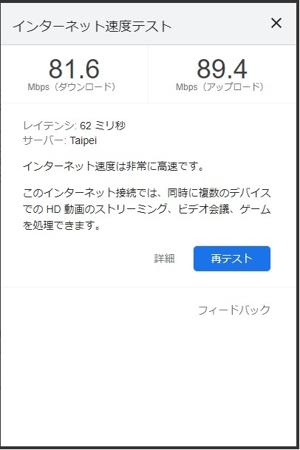 インターネット速度テスト
81.6
Mbps（ダウンロード）
89.4
Mbps（アップロード）
レイテンシ: 62 ミリ秒
サーバー: Taipei
インターネット速度は非常に高速です。
このインターネット接続では、同時に複数のデバイス
での HD 動画のストリーミング、ビデオ会議、ゲーム
を処理できます。
詳細
再テスト
フィードバック